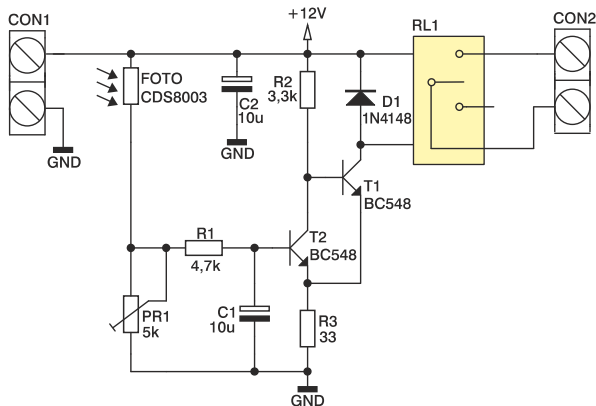 CON1
+12V
RL1
CON2
FOTO
CDS8003
C2
10u
R2
3,3k
D1
1N4148
GND
GND
T1
BC548
R1
4,7k
T2
BC548
PR1
5k
C1
10u
R3
33
GND